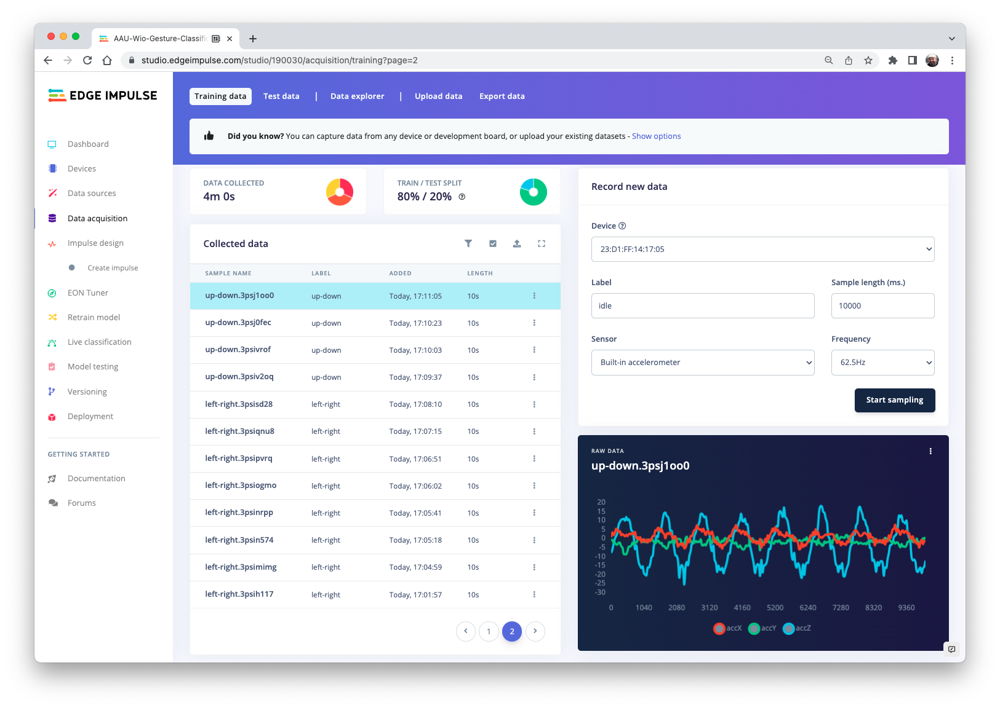 AAU-Wio-Gesture-Classific
studio.edgeimpulse.com/studio/190030/acquisition/training?page=2
EDGE IMPULSE
Training data
Test data
|
Data explorer
|
Upload data
Export data
Did you know? You can capture data from any device or development board, or upload your existing datasets - Show options
Dashboard
Devices
Data sources
Data acquisition
Impulse design
Create impulse
EON Tuner
Retrain model
Live classification
Model testing
Versioning
Deployment
GETTING STARTED
Documentation
Forums
DATA COLLECTED
4m 0s
TRAIN / TEST SPLIT
80% / 20%
Collected data
SAMPLE NAME LABEL ADDED LENGTH
up-down.3psj1oo0 up-down Today, 17:11:05 10s
up-down.3psj0fec up-down Today, 17:10:23 10s
up-down.3psivrof up-down Today, 17:10:03 10s
up-down.3psiv2oq up-down Today, 17:09:37 10s
left-right.3psisd28 left-right Today, 17:08:10 10s
left-right.3psiqnu8 left-right Today, 17:07:15 10s
left-right.3psipvrq left-right Today, 17:06:51 10s
left-right.3psiogmo left-right Today, 17:06:02 10s
left-right.3psinrpp left-right Today, 17:05:41 10s
left-right.3psin574 left-right Today, 17:05:18 10s
left-right.3psimimg left-right Today, 17:04:59 10s
left-right.3psih117 left-right Today, 17:01:57 10s
1 2
Record new data
Device
23:D1:FF:14:17:05
Label
idle
Sample length (ms.)
10000
Sensor
Built-in accelerometer
Frequency
62.5Hz
Start sampling
RAW DATA
up-down.3psj1oo0
20
15
10
5
0
-5
-10
-15
-20
-25
-30
0 1040 2080 3120 4160 5200 6240 7280 8320 9360
accX accY accZ